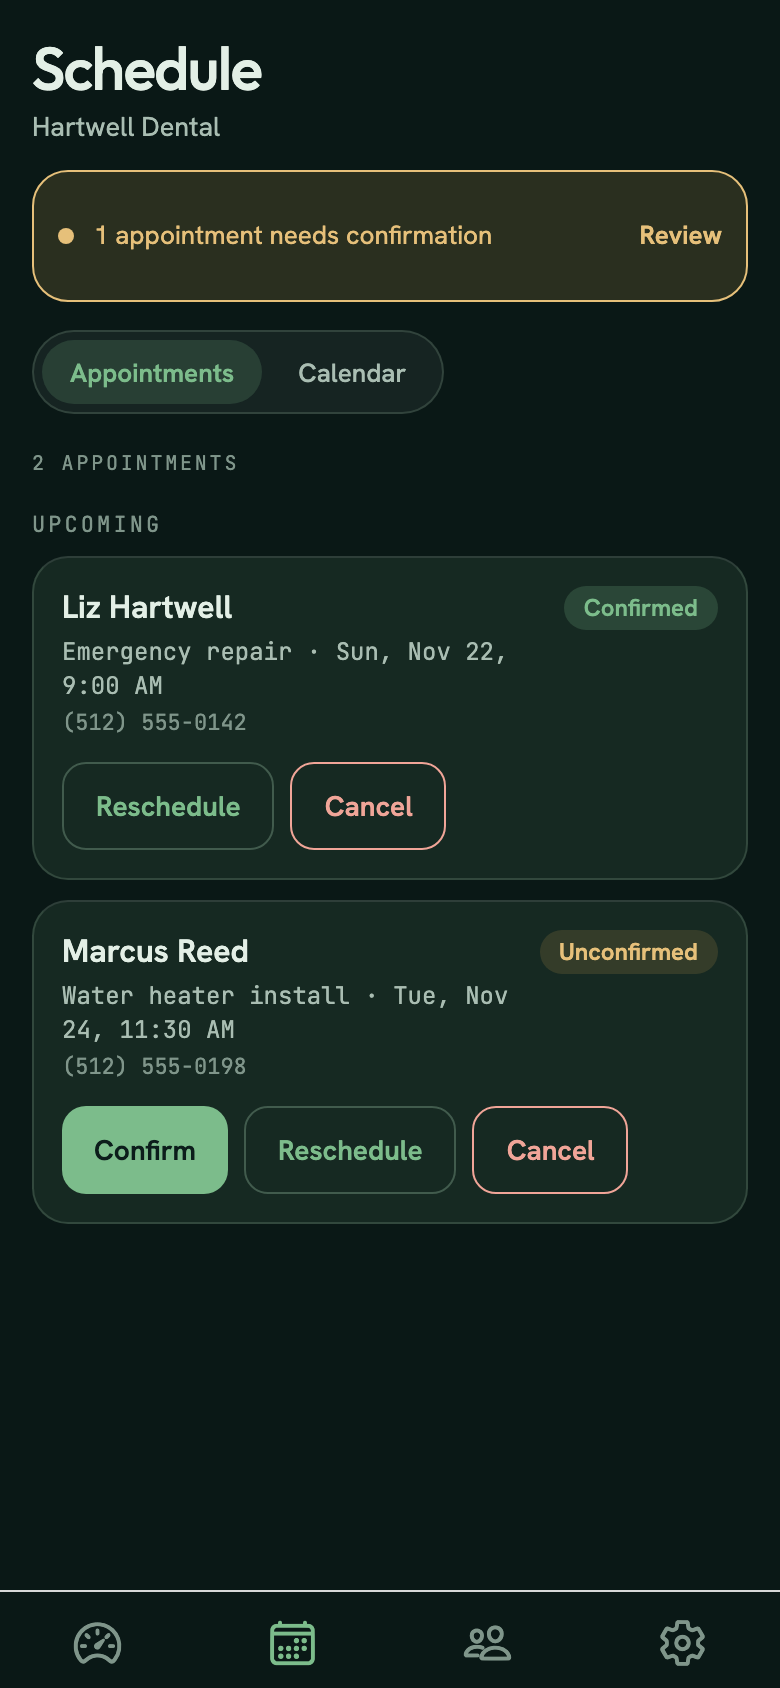 Schedule
Hartwell Dental
1 appointment needs confirmation Review
Appointments Calendar
2 APPOINTMENTS
UPCOMING
Liz Hartwell Confirmed
Emergency repair · Sun, Nov 22,
9:00 AM
(512) 555-0142
Reschedule Cancel
Marcus Reed Unconfirmed
Water heater install · Tue, Nov
24, 11:30 AM
(512) 555-0198
Confirm Reschedule Cancel